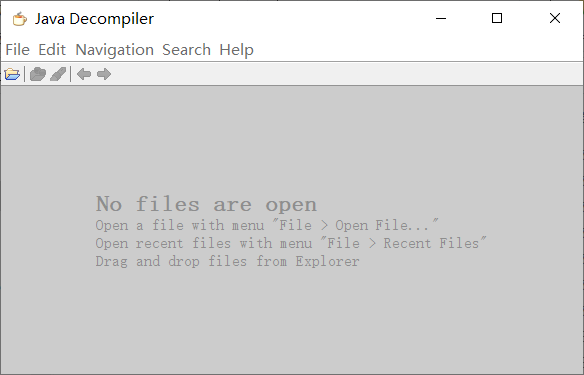 Java Decompiler
File Edit Navigation Search Help
No files are open
Open a file with menu "File > Open File..."
Open recent files with menu "File > Recent Files"
Drag and drop files from Explorer